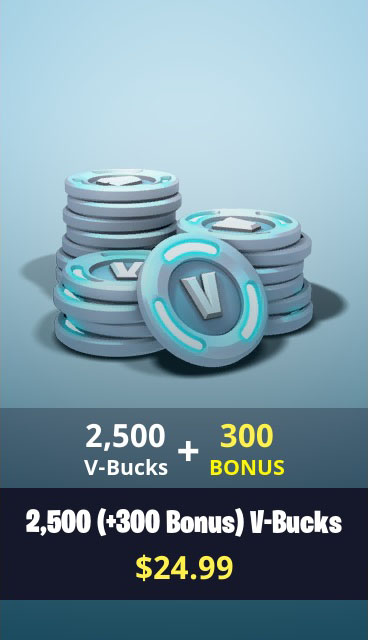 V
2,500 + 300
V-Bucks BONUS
2,500 (+300 Bonus) V-Bucks
$24.99